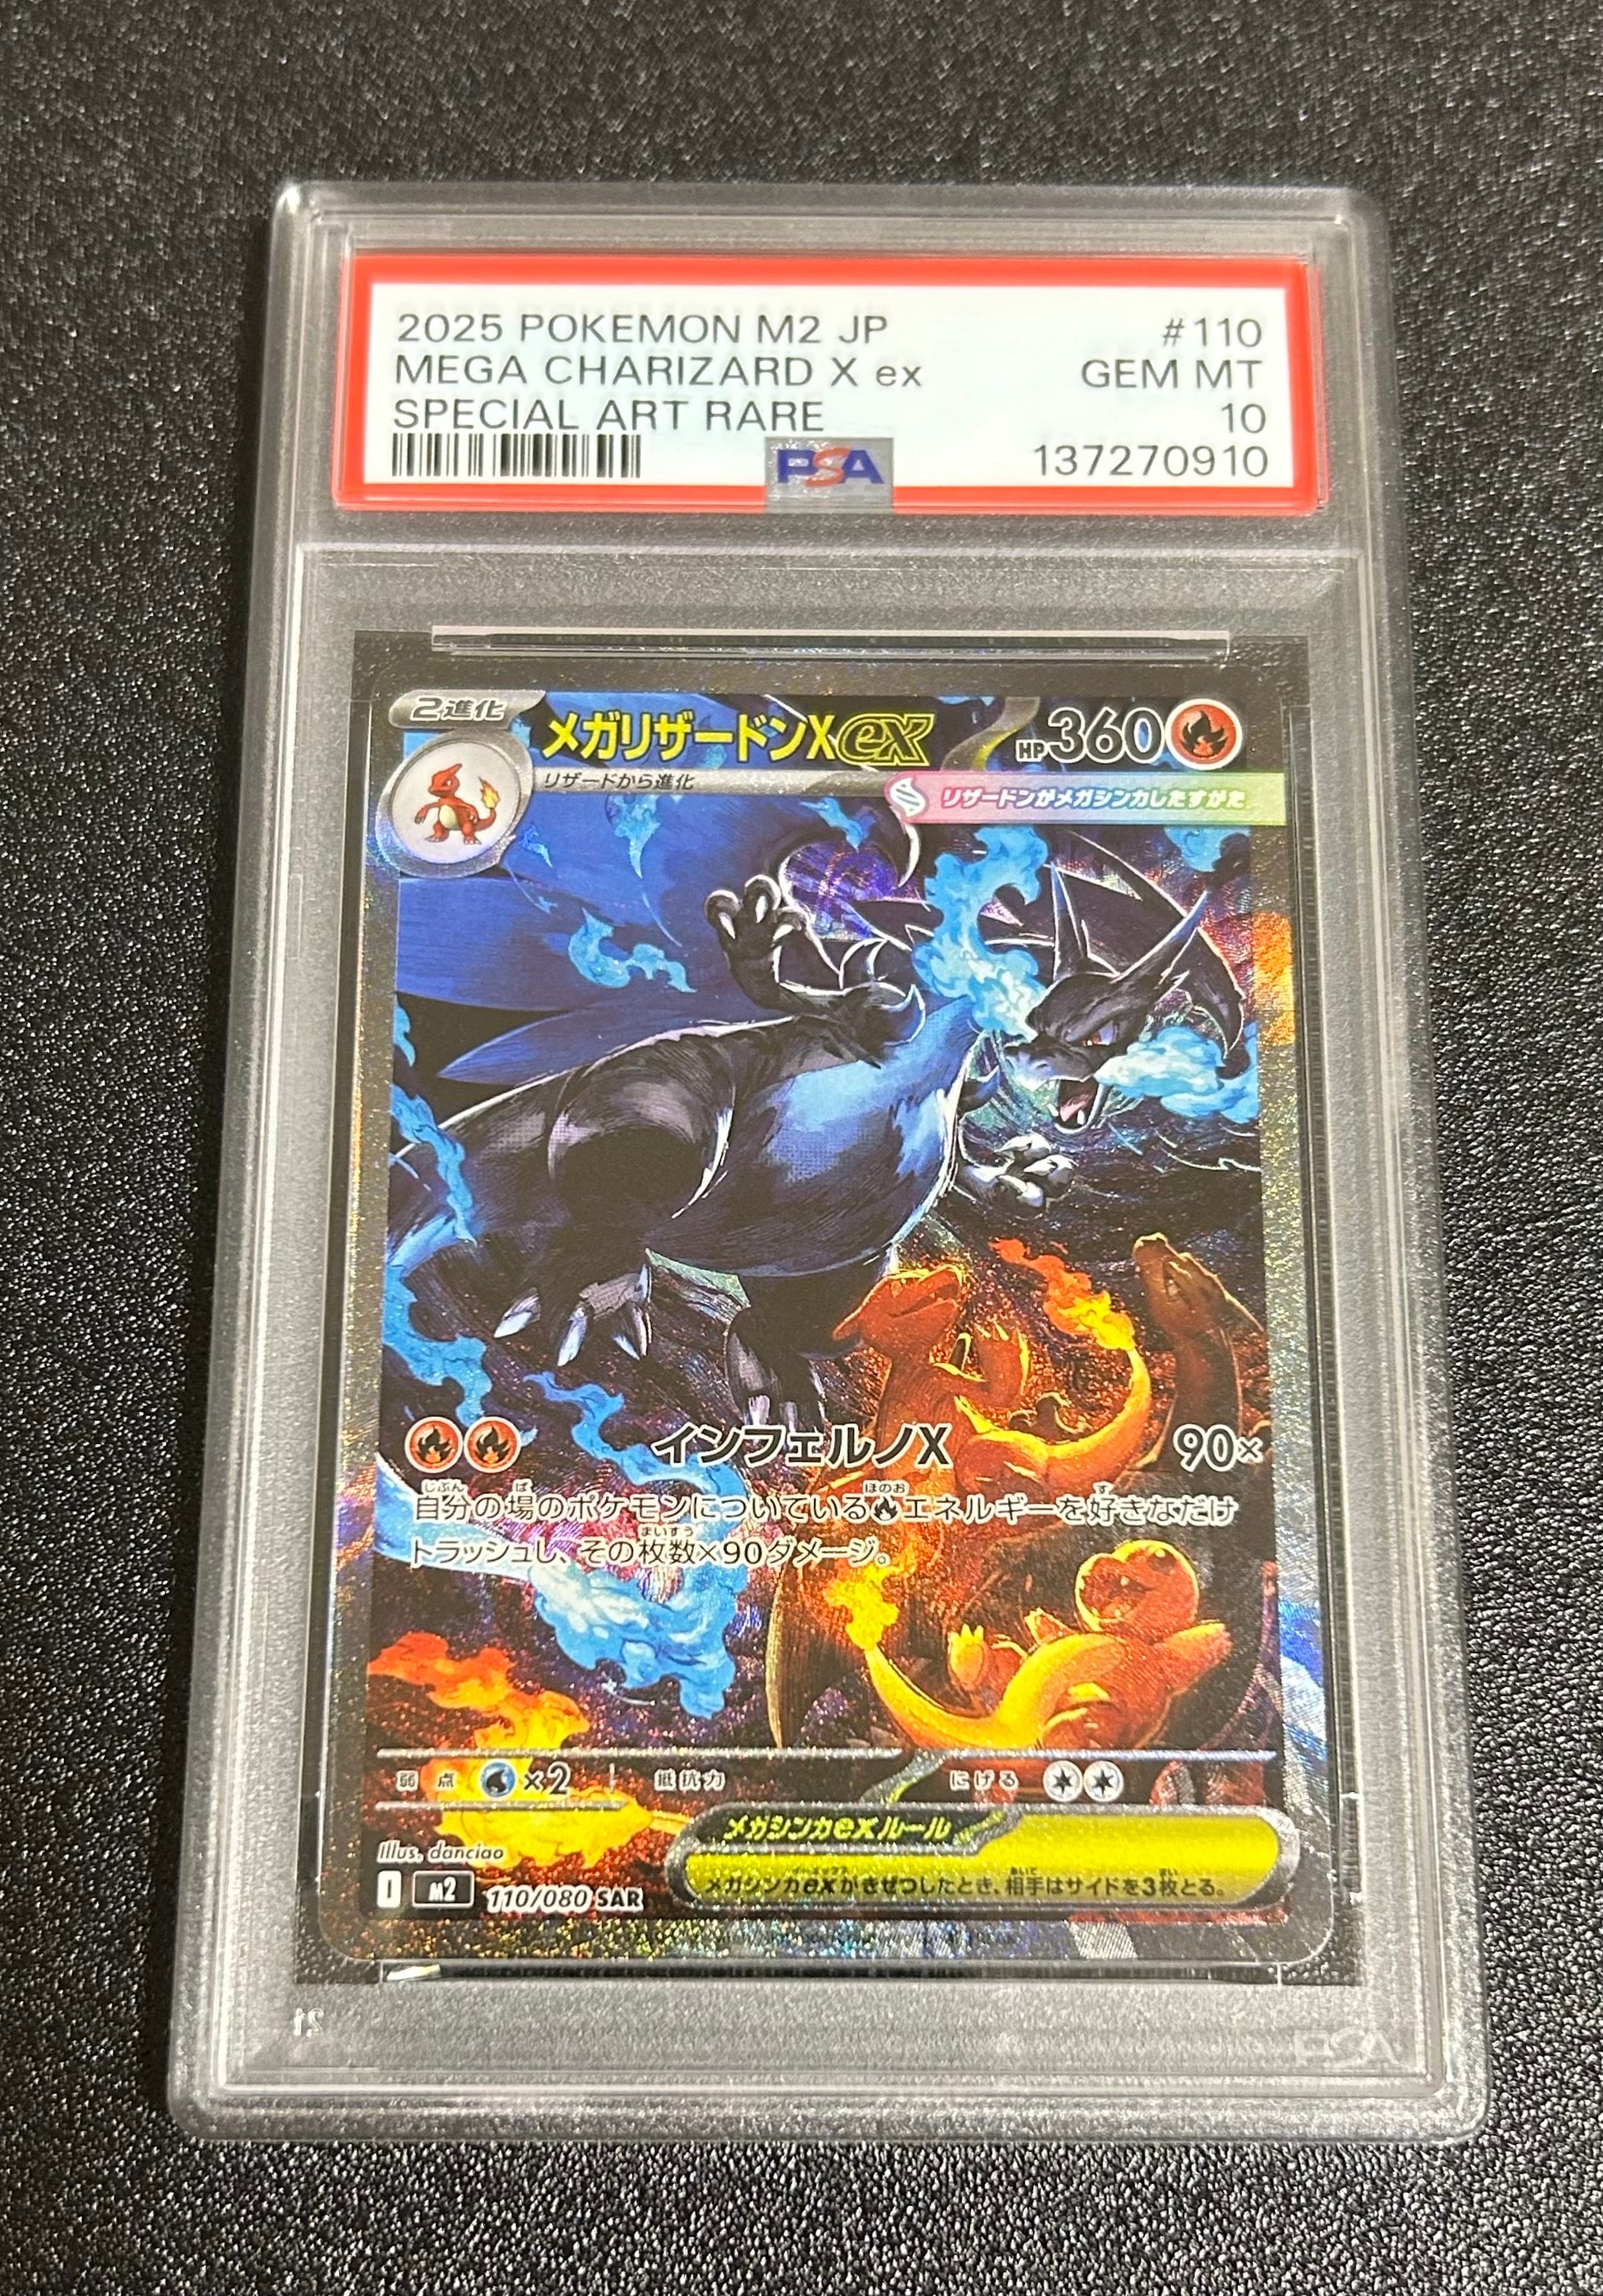 2025 POKEMON M2 JP #110
MEGA CHARIZARD X ex GEM MT
SPECIAL ART RARE 10
PSA 137270910
2進化 メガリザードンXex HP360
リザードから進化
リザードンがメガシンカしたすがた
インフェルノX 90×
自分の場のポケモンについているエネルギーを好きなだけ
トラッシュし、その枚数×90ダメージ。
弱点 ×2 抵抗力 にげる
メガシンカexルール
メガシンカexがきぜつしたとき、相手はサイドを3枚とる。
Illus. danciao
I M2 110/080 SAR
PSA